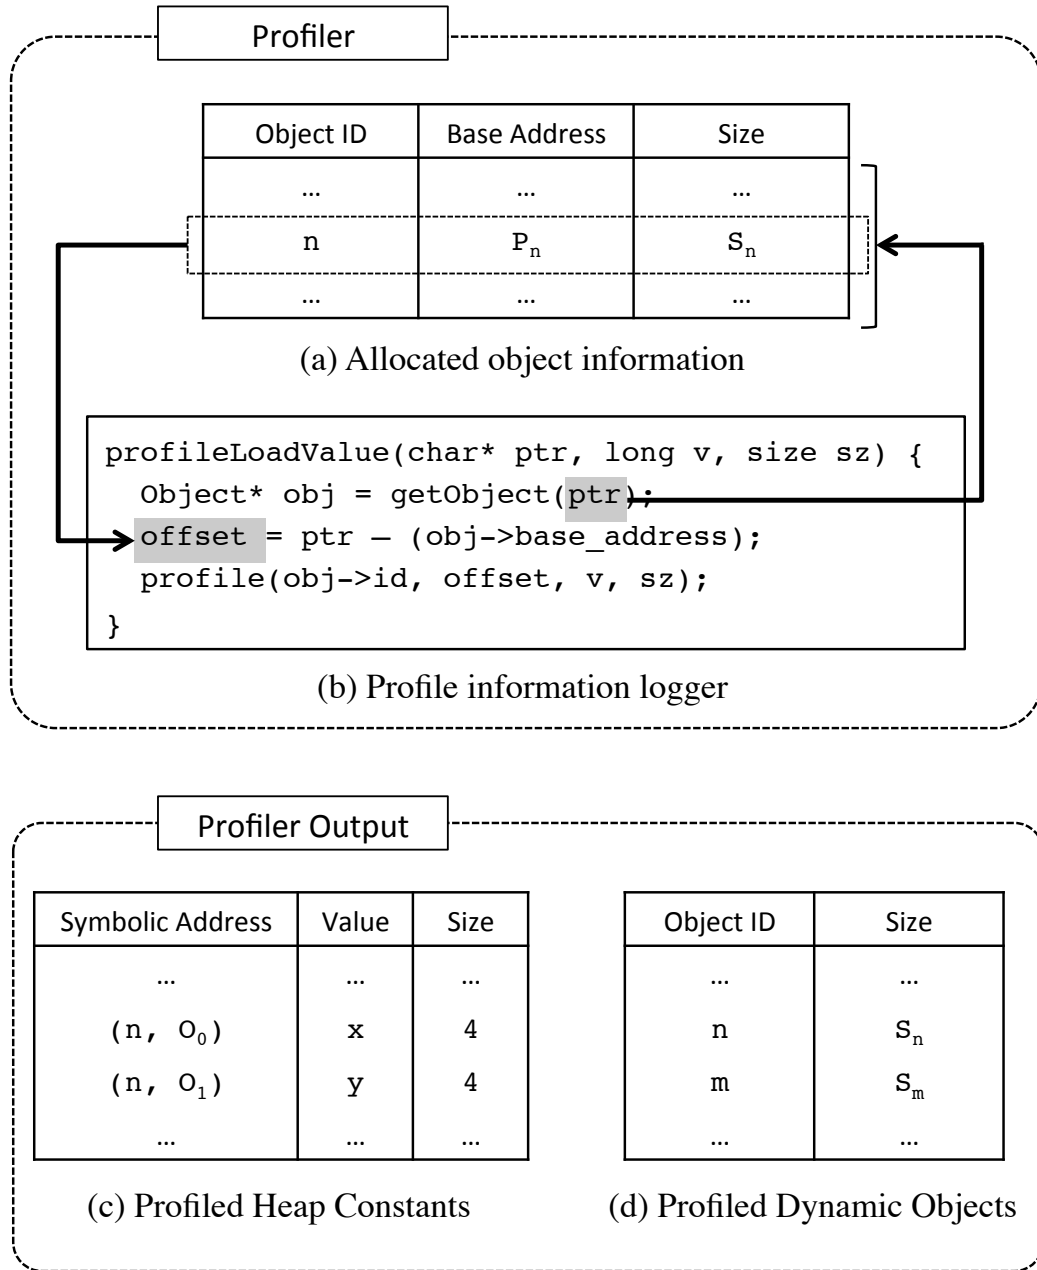 Profiler
Object ID Base Address Size
… … …
n Pn Sn
… … …
(a) Allocated object information
profileLoadValue(char* ptr, long v, size sz) {
Object* obj = getObject(ptr);
offset = ptr – (obj->base_address);
profile(obj->id, offset, v, sz);
}
(b) Profile information logger
Profiler Output
Symbolic Address Value Size
… … …
(n, O0) x 4
(n, O1) y 4
… … …
(c) Profiled Heap Constants
Object ID Size
… …
n Sn
m Sm
… …
(d) Profiled Dynamic Objects